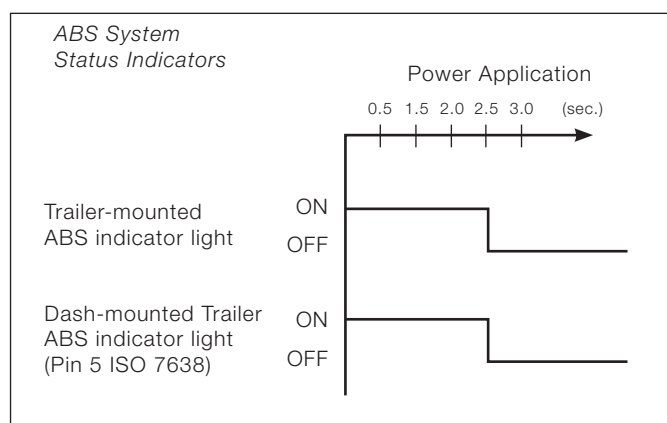 ABS System
Status Indicators
Power Application
0.5 1.5 2.0 2.5 3.0 (sec.)
Trailer-mounted
ABS indicator light
ON
OFF
Dash-mounted Trailer
ABS indicator light
(Pin 5 ISO 7638)
ON
OFF